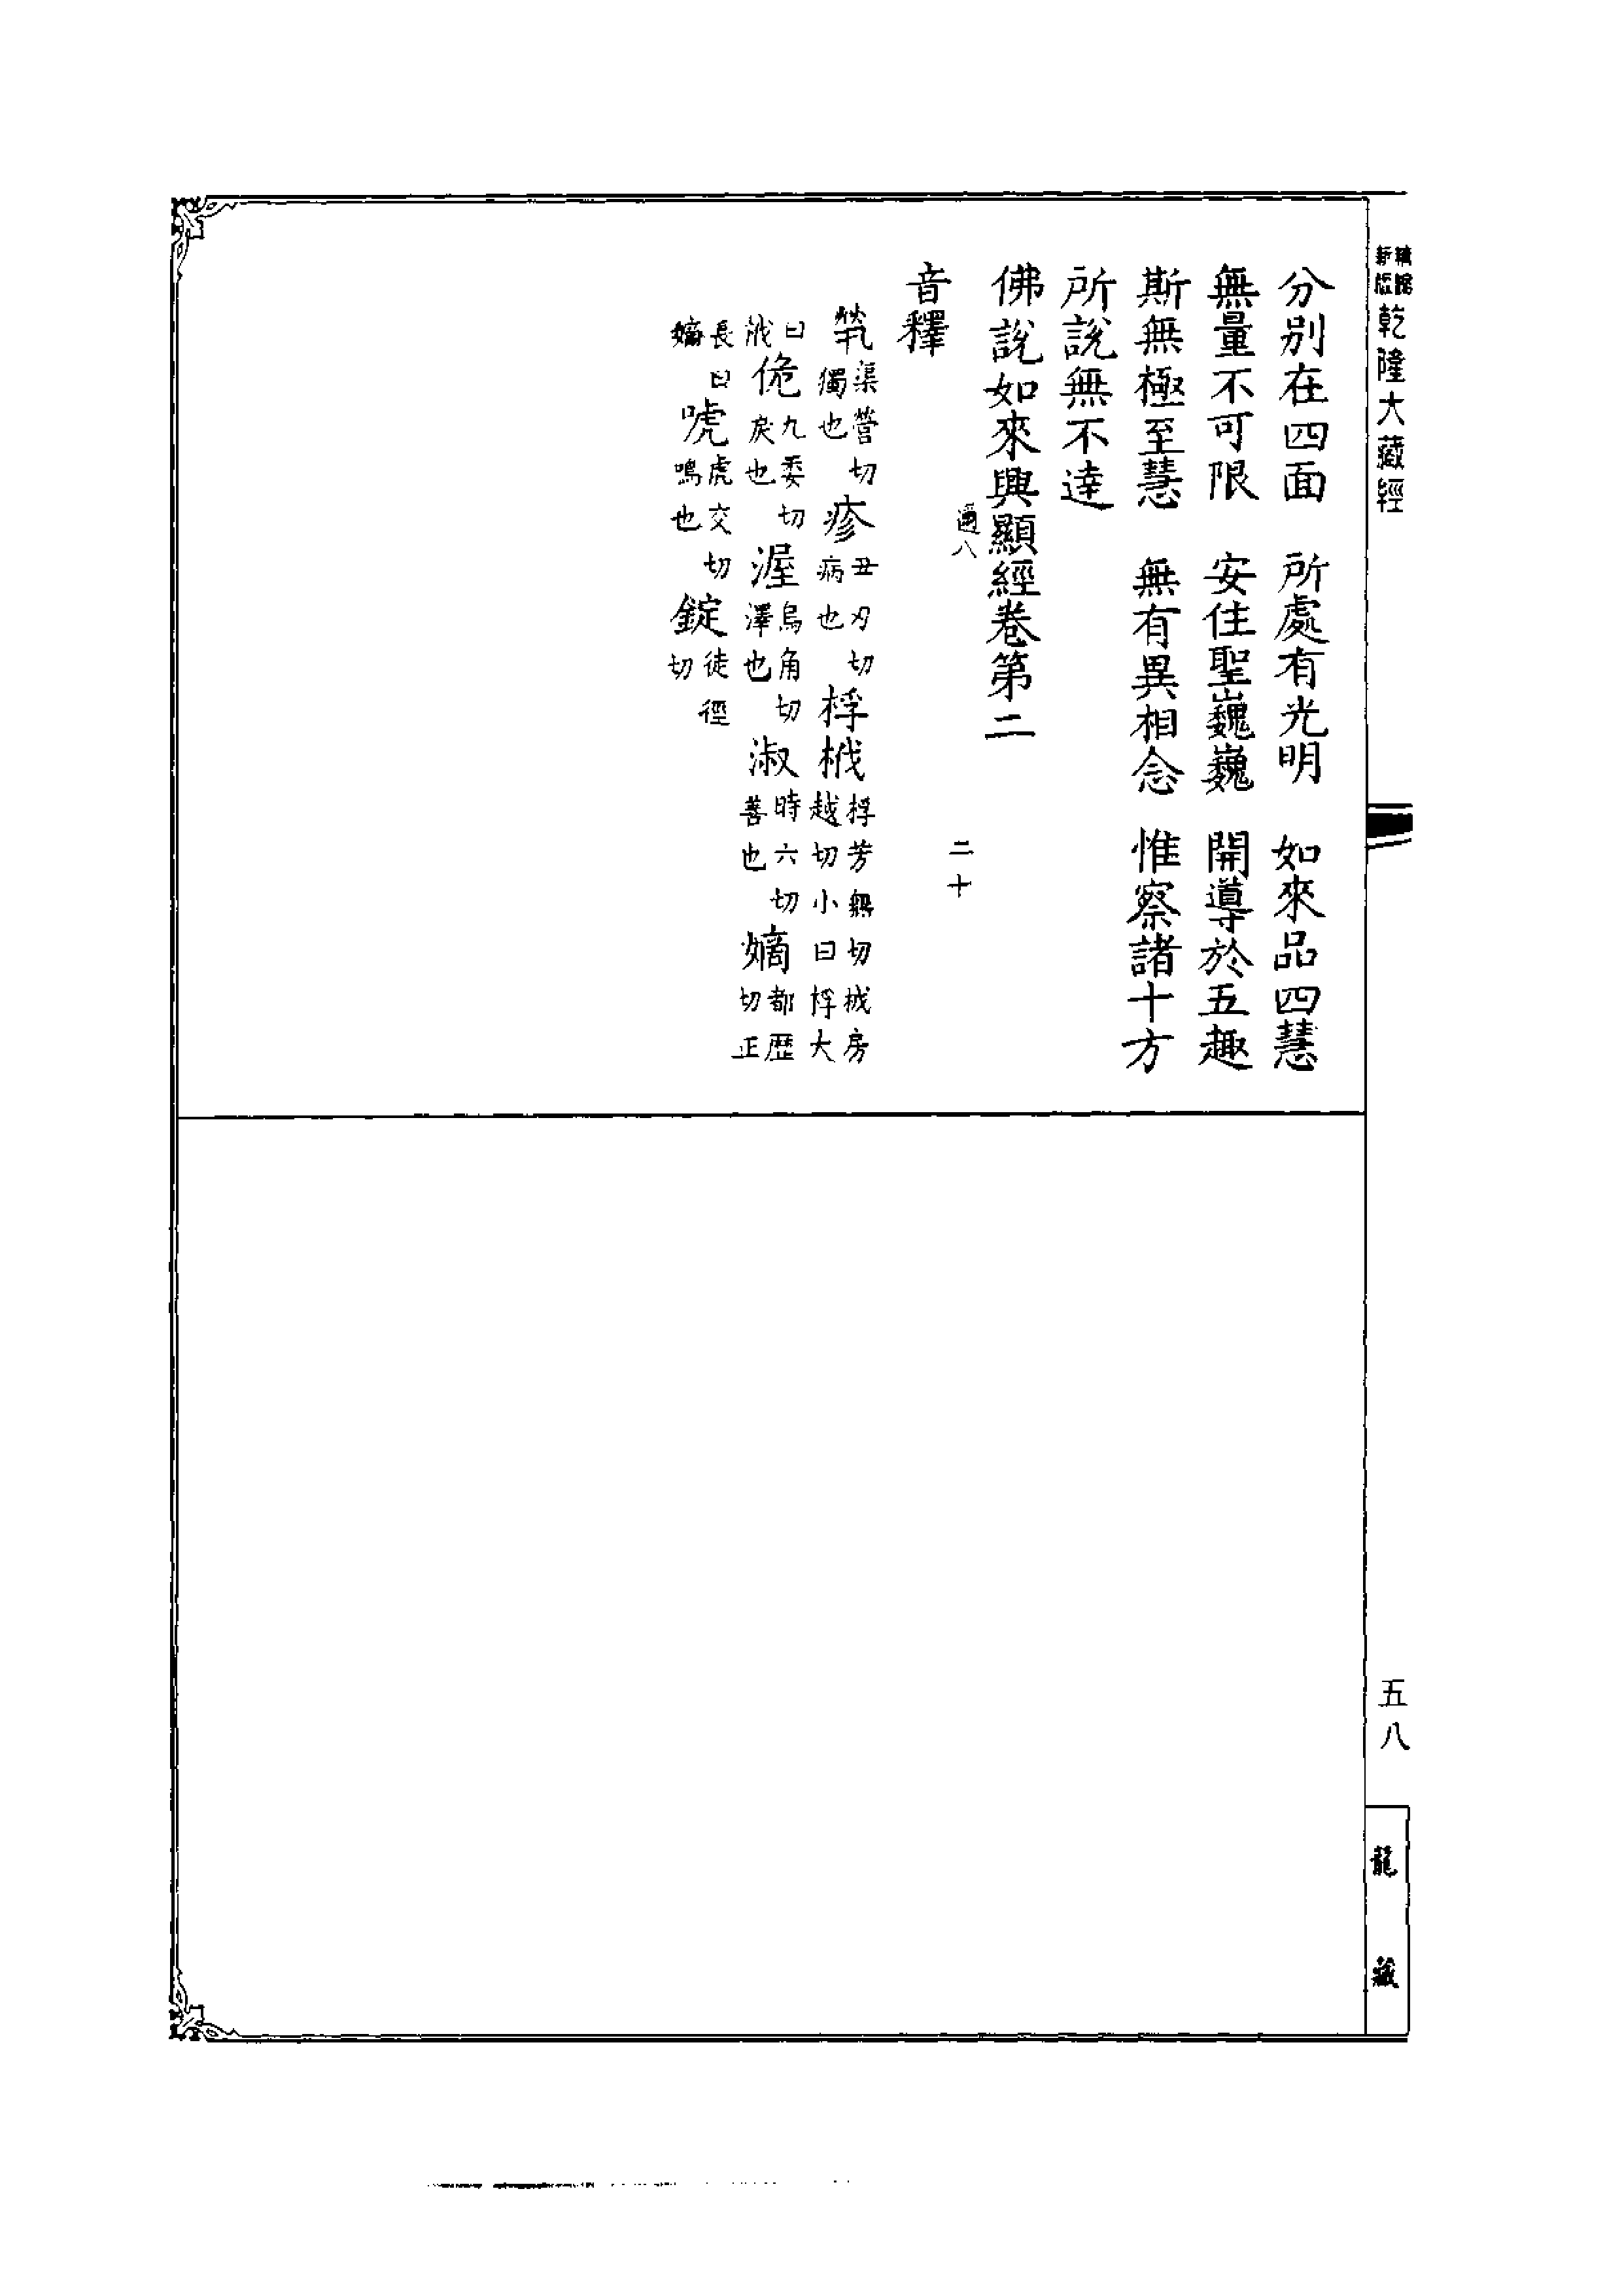 新版 乾隆大藏經
分別在四面 所處有光明 如來品四慧
無量不可限 安住聖巍巍 開導於五趣
斯無極至慧 無有異相念 惟察諸十方
所說無不達
佛說如來興顯經卷第二
通八 二十
音釋
煢渠營切獨也 疹丑刃切病也 桴栰桴芳無切栰房越切小曰桴大
曰栰 佹九委切戾也 渥烏角切澤也 淑時六切善也 嫡都歷切正
長曰嫡 唬虎交切虎鳴也 錠徒徑切
五八
龍藏